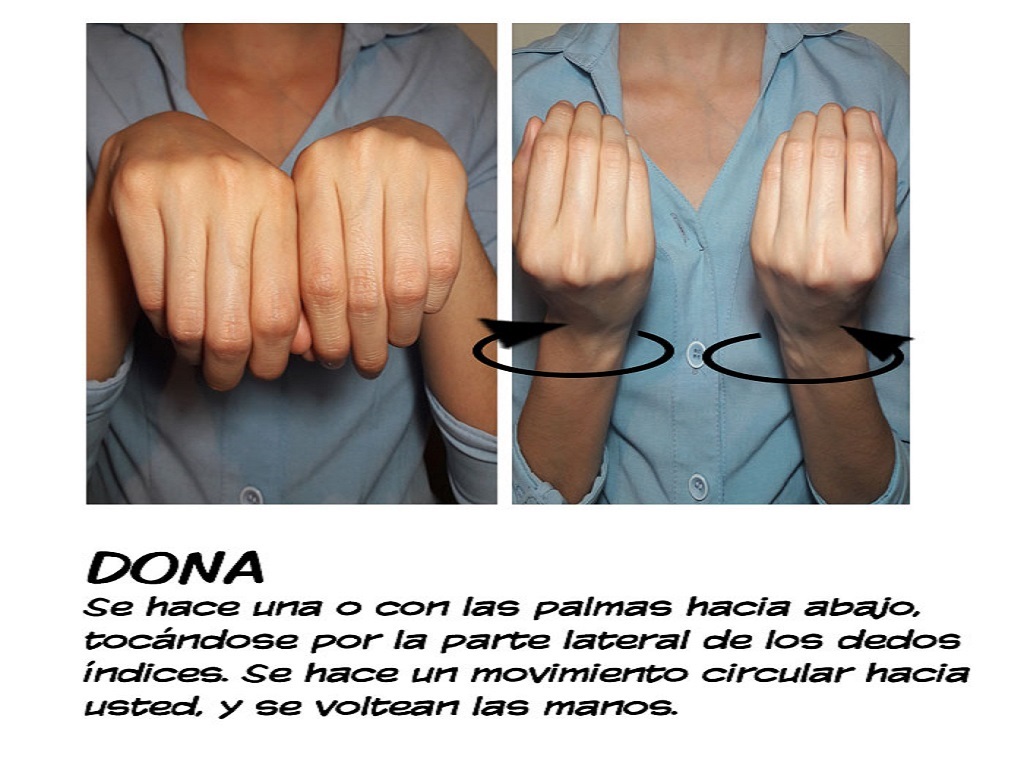 DONA
Se hace una o con las palmas hacia abajo,
tocándose por la parte lateral de los dedos
índices. Se hace un movimiento circular hacia
usted, y se voltean las manos.